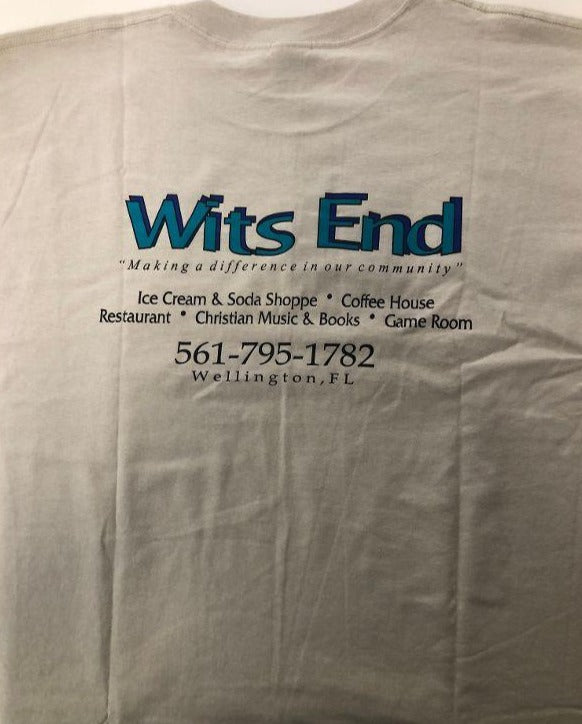 Wits End
"Making a difference in our community"
Ice Cream & Soda Shoppe • Coffee House
Restaurant • Christian Music & Books • Game Room
561-795-1782
Wellington, FL